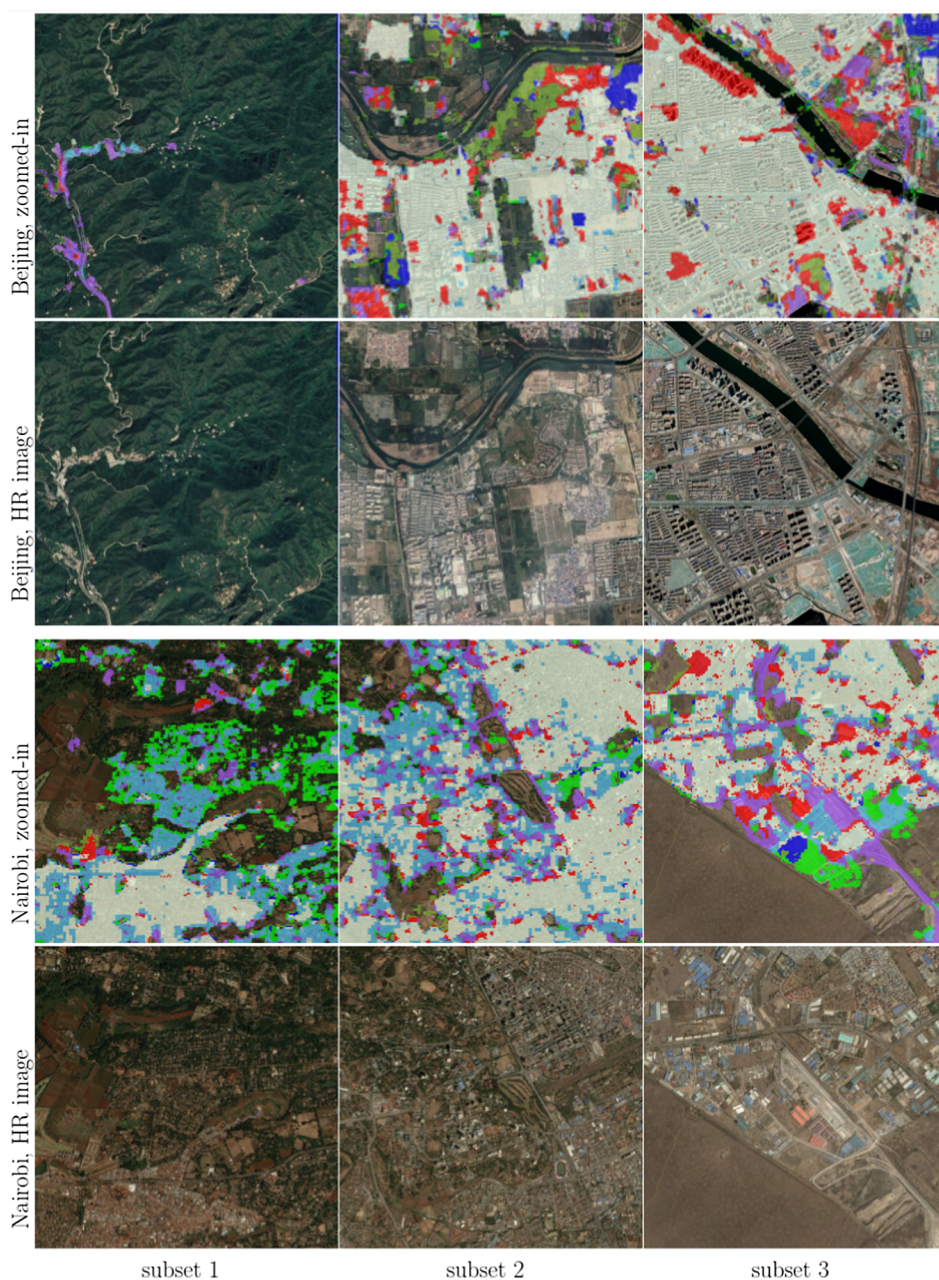 Beijing, zoomed-in
Beijing, HR image
Nairobi, zoomed-in
Nairobi, HR image
subset 1
subset 2
subset 3